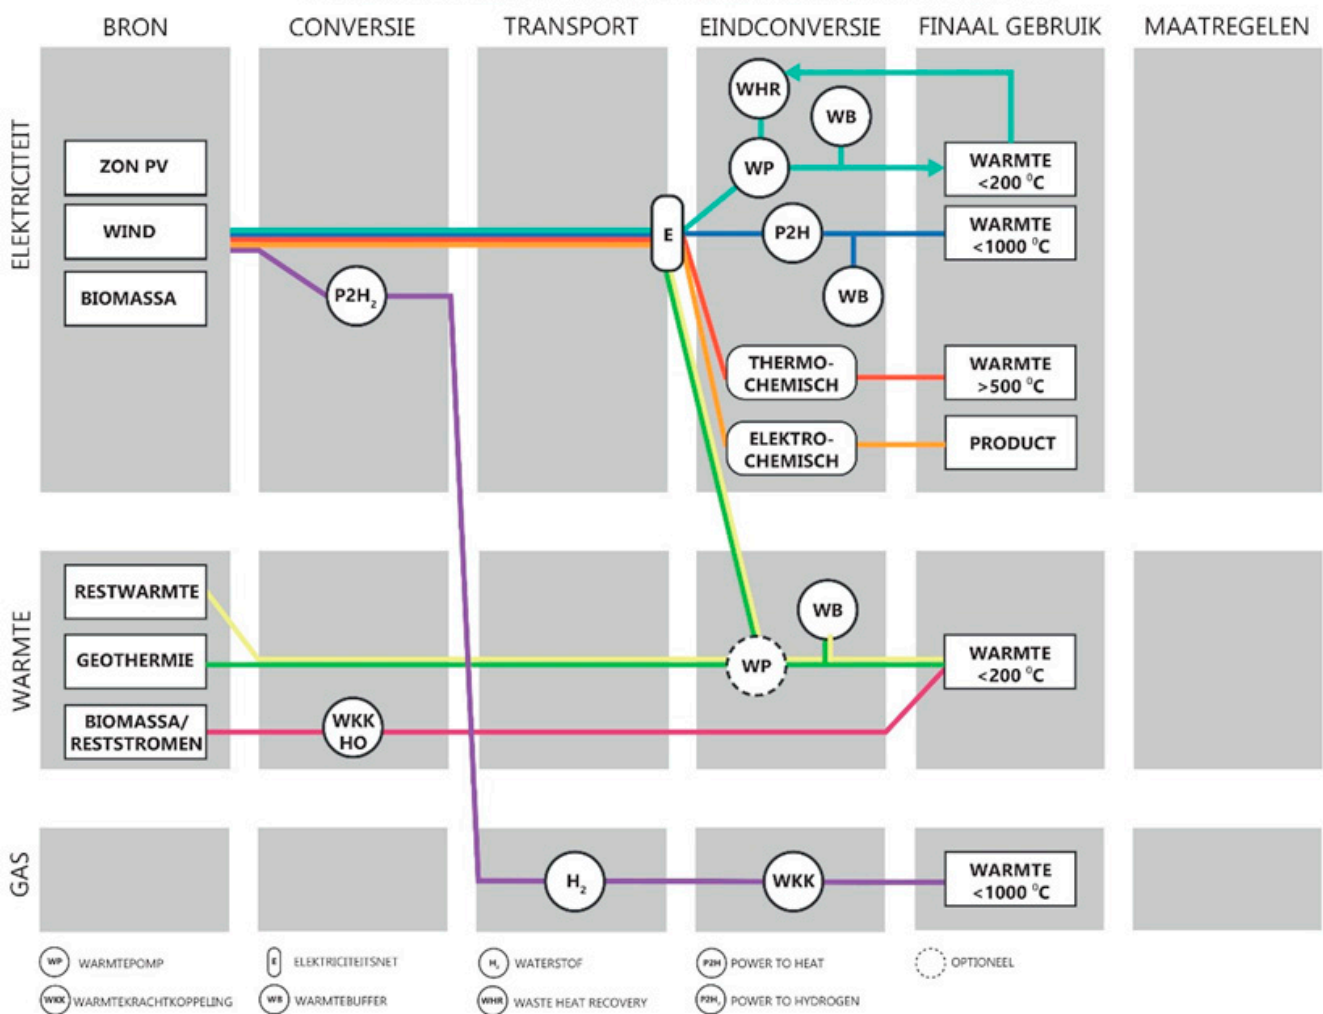 BRON
CONVERSIE
TRANSPORT
EINDCONVERSIE
FINAAL GEBRUIK
MAATREGELEN
ELEKTRICITEIT
ZON PV
WIND
BIOMASSA
P2H₂
E
WHR
WB
WP
P2H
WB
THERMO-
CHEMISCH
ELEKTRO-
CHEMISCH
WARMTE
<200 °C
WARMTE
<1000 °C
WARMTE
>500 °C
PRODUCT
WARMTE
RESTWARMTE
GEOTHERMIE
BIOMASSA/
RESTSTROMEN
WKK
HO
WP
WB
WARMTE
<200 °C
GAS
H₂
WKK
WARMTE
<1000 °C
WP WARMTEPOMP
E ELEKTRICITEITSNET
H₂ WATERSTOF
P2H POWER TO HEAT
OPTIONEEL
WKK WARMTEKRACHTKOPPELING
WB WARMTEBUFFER
WHR WASTE HEAT RECOVERY
P2H₂ POWER TO HYDROGEN